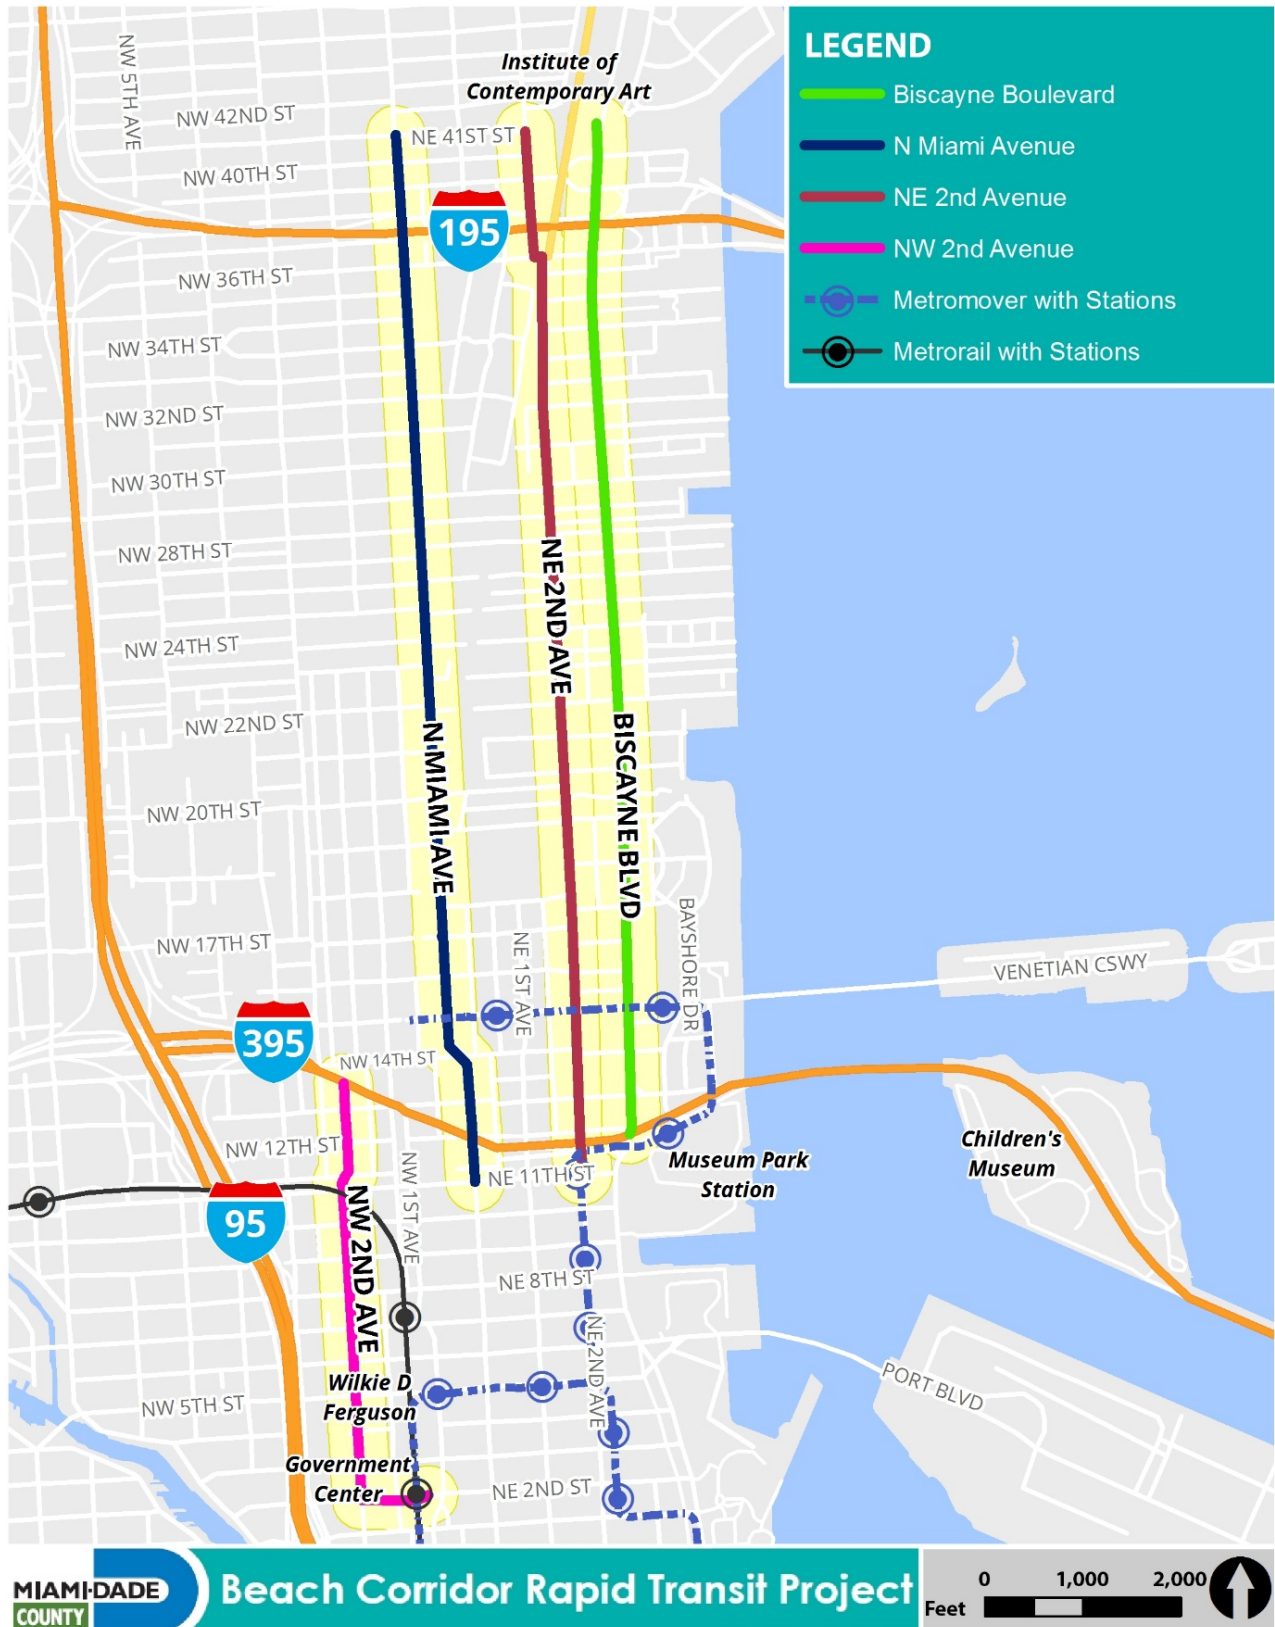 LEGEND
Biscayne Boulevard
N Miami Avenue
NE 2nd Avenue
NW 2nd Avenue
Metromover with Stations
Metrorail with Stations
Institute of
Contemporary Art
NW 5TH AVE
NW 42ND ST
NE 41ST ST
NW 40TH ST
195
NW 36TH ST
NW 34TH ST
NW 32ND ST
NW 30TH ST
NW 28TH ST
NE 2ND AVE
NW 24TH ST
NW 22ND ST
N MIAMI AVE
BISCAYNE BLVD
NW 20TH ST
NW 17TH ST
NE 1ST AVE
BAYSHORE DR
VENETIAN CSWY
395
NW 14TH ST
NW 12TH ST
NE 11TH ST
Museum Park
Station
Children's
Museum
95
NW 2ND AVE
NW 1ST AVE
NE 8TH ST
NE 2ND AVE
PORT BLVD
Wilkie D
Ferguson
NW 5TH ST
Government
Center
NE 2ND ST
MIAMI-DADE
COUNTY
Beach Corridor Rapid Transit Project
0 1,000 2,000
Feet